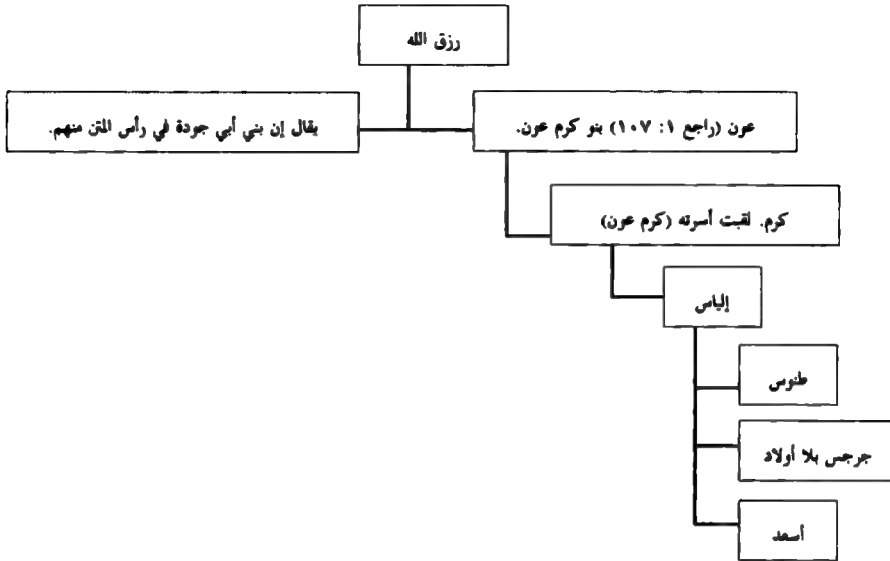 رزق الله
عون (راجع ١: ١٠٧) بنو كرم عون.
يقال إن بني أبي جودة في رأس المتن منهم.
كرم. لقبت أسرته (كرم عون)
إلياس
طنوس
جرجس بلا أولاد
أسعد